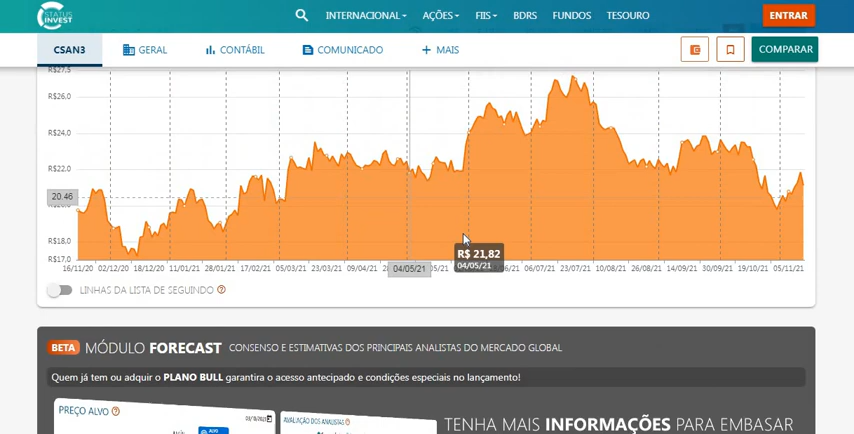 STATUS
INVEST
INTERNACIONAL AÇÕES FIIS BDRS FUNDOS TESOURO ENTRAR
CSAN3 GERAL CONTÁBIL COMUNICADO MAIS COMPARAR
R$27.5
R$26.0
R$24.0
R$22.0
20.46
R$18.0
R$17.0
R$ 21,82
04/05/21
16/11/20 02/12/20 18/12/20 11/01/21 28/01/21 17/02/21 05/03/21 23/03/21 09/04/21 04/05/21 06/07/21 23/07/21 10/08/21 26/08/21 14/09/21 30/09/21 19/10/21 05/11/21
LINHAS DA LISTA DE SEGUINDO
BETA MÓDULO FORECAST CONSENSO E ESTIMATIVAS DOS PRINCIPAIS ANALISTAS DO MERCADO GLOBAL
Quem já tem ou adquir o PLANO BULL garantira o acesso antecipado e condições especiais no lançamento!
PREÇO ALVO
AVALIAÇÃO DOS ANALISTAS
TENHA MAIS INFORMAÇÕES PARA EMBASAR